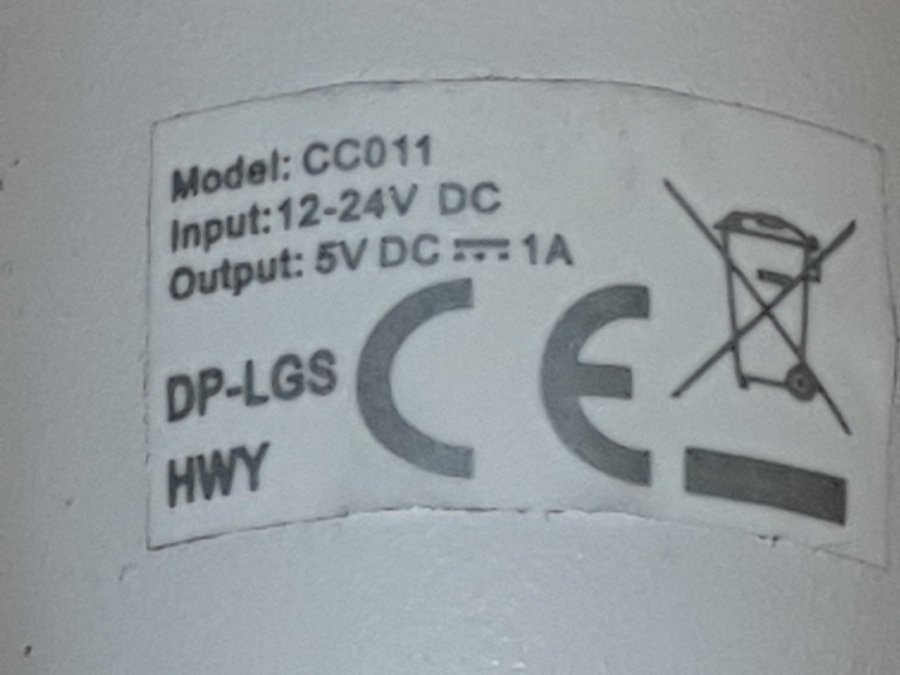 Model: CC011
Input: 12-24V DC
Output: 5V DC ⎓ 1A
DP-LGS
HWY
CE